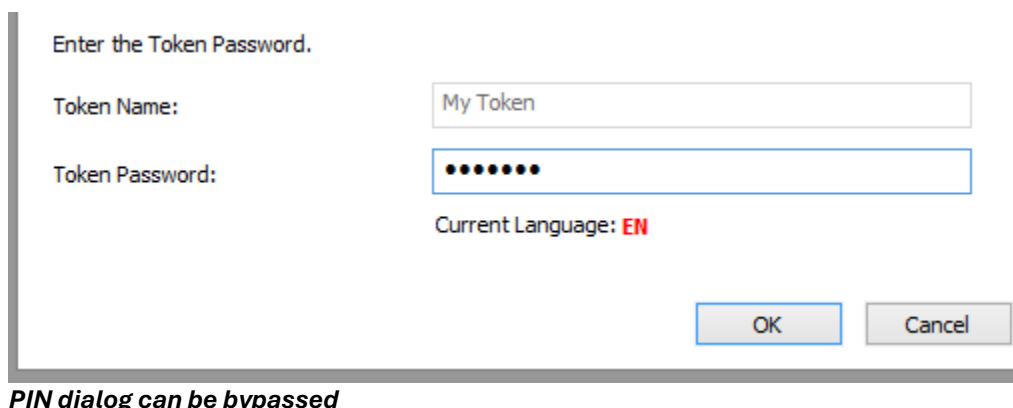 Enter the Token Password.
Token Name: My Token
Token Password: •••••••
Current Language: EN
OK Cancel
PIN dialog can be bypassed